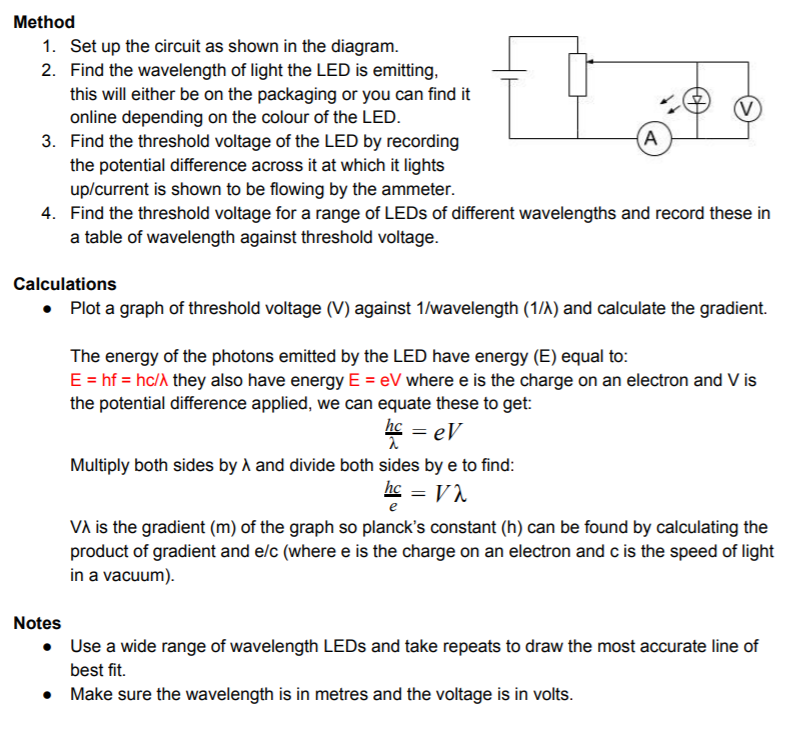 Method
1. Set up the circuit as shown in the diagram.
2. Find the wavelength of light the LED is emitting,
this will either be on the packaging or you can find it
online depending on the colour of the LED.
3. Find the threshold voltage of the LED by recording
the potential difference across it at which it lights
up/current is shown to be flowing by the ammeter.
4. Find the threshold voltage for a range of LEDs of different wavelengths and record these in
a table of wavelength against threshold voltage.
A
V
Calculations
● Plot a graph of threshold voltage (V) against 1/wavelength (1/λ) and calculate the gradient.
The energy of the photons emitted by the LED have energy (E) equal to:
E = hf = hc/λ they also have energy E = eV where e is the charge on an electron and V is
the potential difference applied, we can equate these to get:
hc/λ = eV
Multiply both sides by λ and divide both sides by e to find:
hc/e = Vλ
Vλ is the gradient (m) of the graph so planck's constant (h) can be found by calculating the
product of gradient and e/c (where e is the charge on an electron and c is the speed of light
in a vacuum).
Notes
● Use a wide range of wavelength LEDs and take repeats to draw the most accurate line of
best fit.
● Make sure the wavelength is in metres and the voltage is in volts.